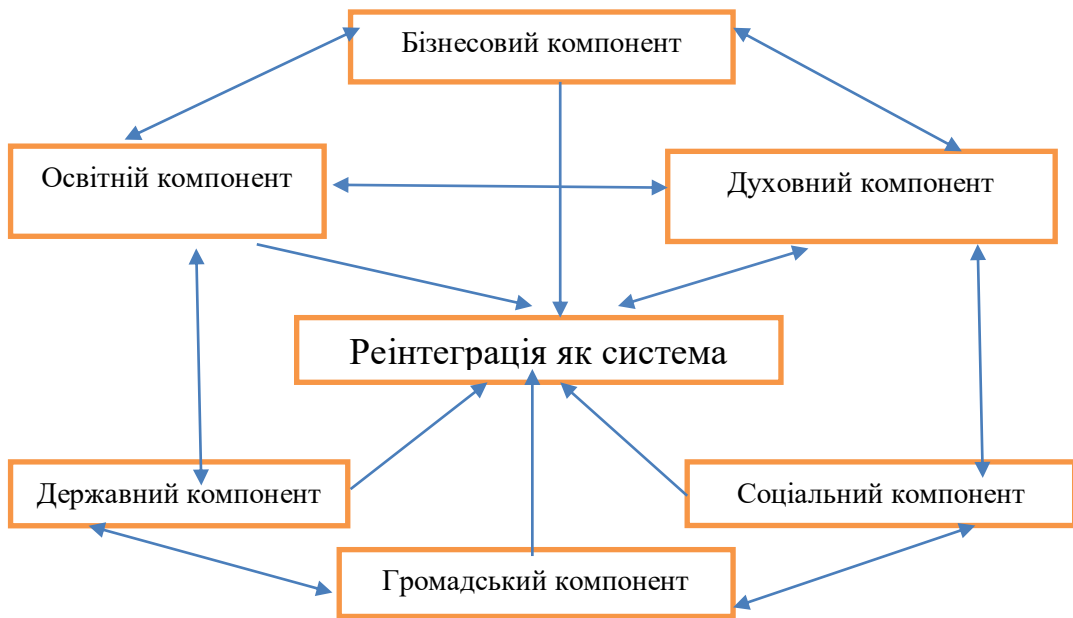 Бізнесовий компонент
Освітній компонент
Духовний компонент
Реінтеграція як система
Державний компонент
Соціальний компонент
Громадський компонент